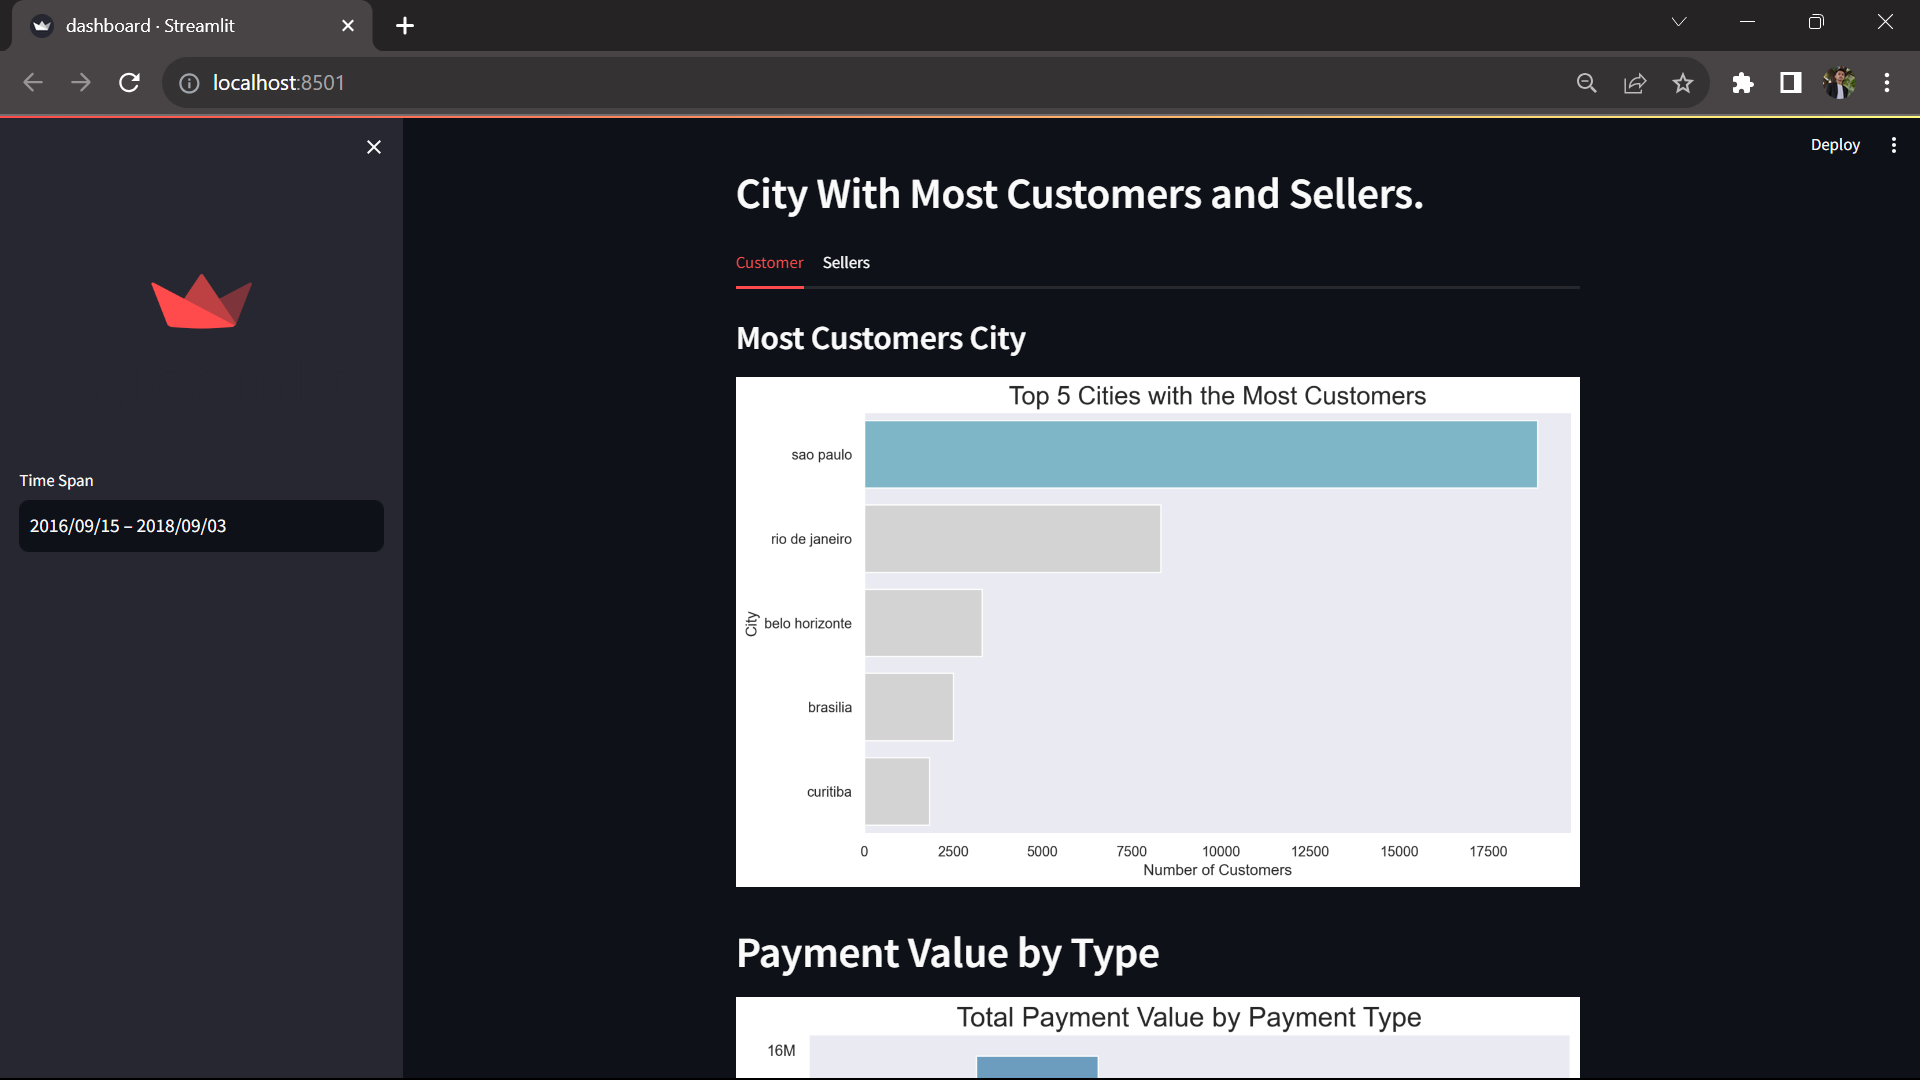 dashboard · Streamlit
localhost:8501
Deploy
City With Most Customers and Sellers.
Customer Sellers
Most Customers City
Time Span
2016/09/15 – 2018/09/03
Top 5 Cities with the Most Customers
sao paulo
rio de janeiro
City
belo horizonte
brasilia
curitiba
0 2500 5000 7500 10000 12500 15000 17500
Number of Customers
Payment Value by Type
Total Payment Value by Payment Type
16M